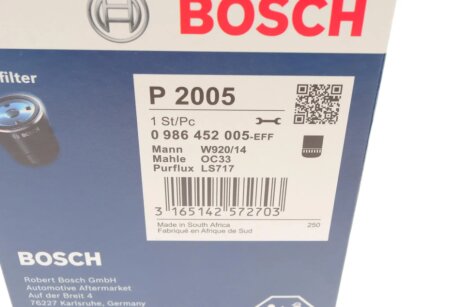 BOSCH
filter
P 2005
1 St/Pc
0 986 452 005-EFF
Mann W920/14
Mahle OC33
Purflux LS717
3 165142 572703
Made in South Africa 250
Fabriqué en Afrique de Sud
BOSCH
Robert Bosch GmbH
Automotive Aftermarket
Auf der Breit 4
76227 Karlsruhe, Germany